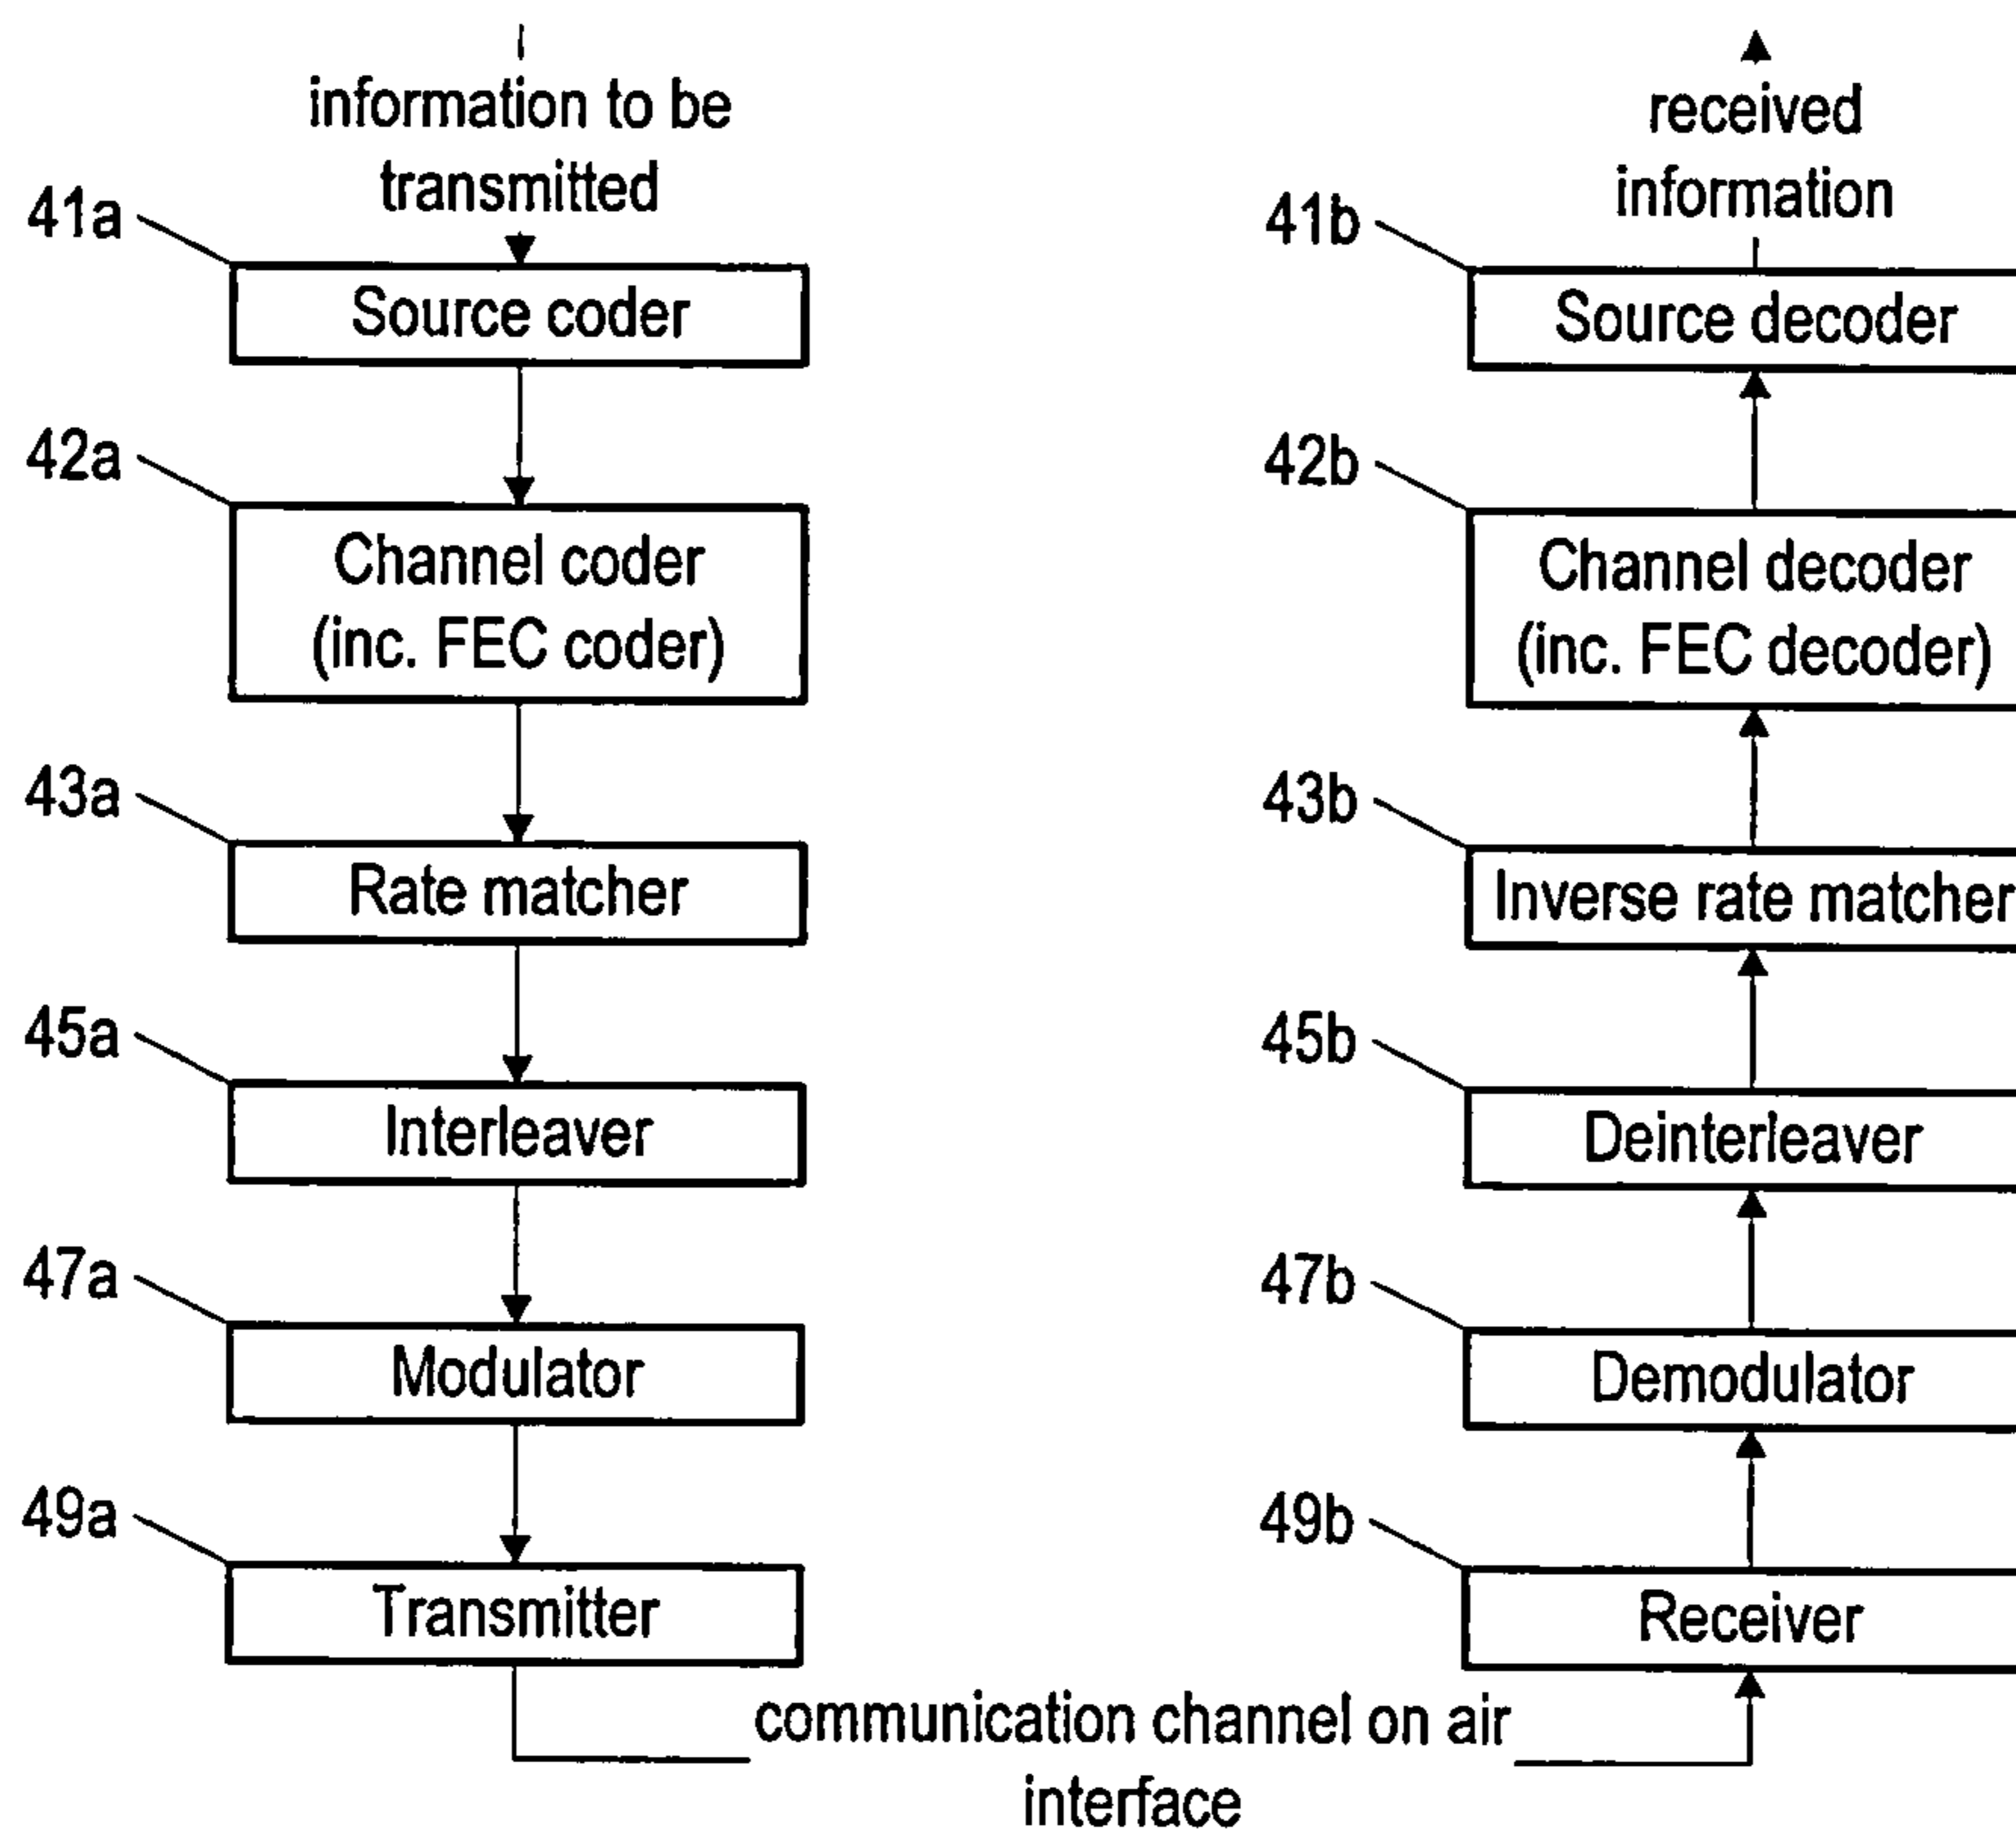 information to be
transmitted
41a
Source coder
42a
Channel coder
(inc. FEC coder)
43a
Rate matcher
45a
Interleaver
47a
Modulator
49a
Transmitter
communication channel on air
interface
received
information
41b
Source decoder
42b
Channel decoder
(inc. FEC decoder)
43b
Inverse rate matcher
45b
Deinterleaver
47b
Demodulator
49b
Receiver